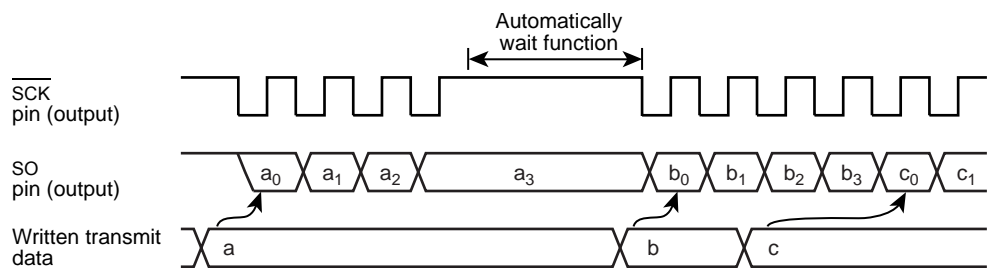 Automatically
wait function
SCK
pin (output)
SO
pin (output)
a0 a1 a2 a3 b0 b1 b2 b3 c0 c1
Written transmit
data
a b c